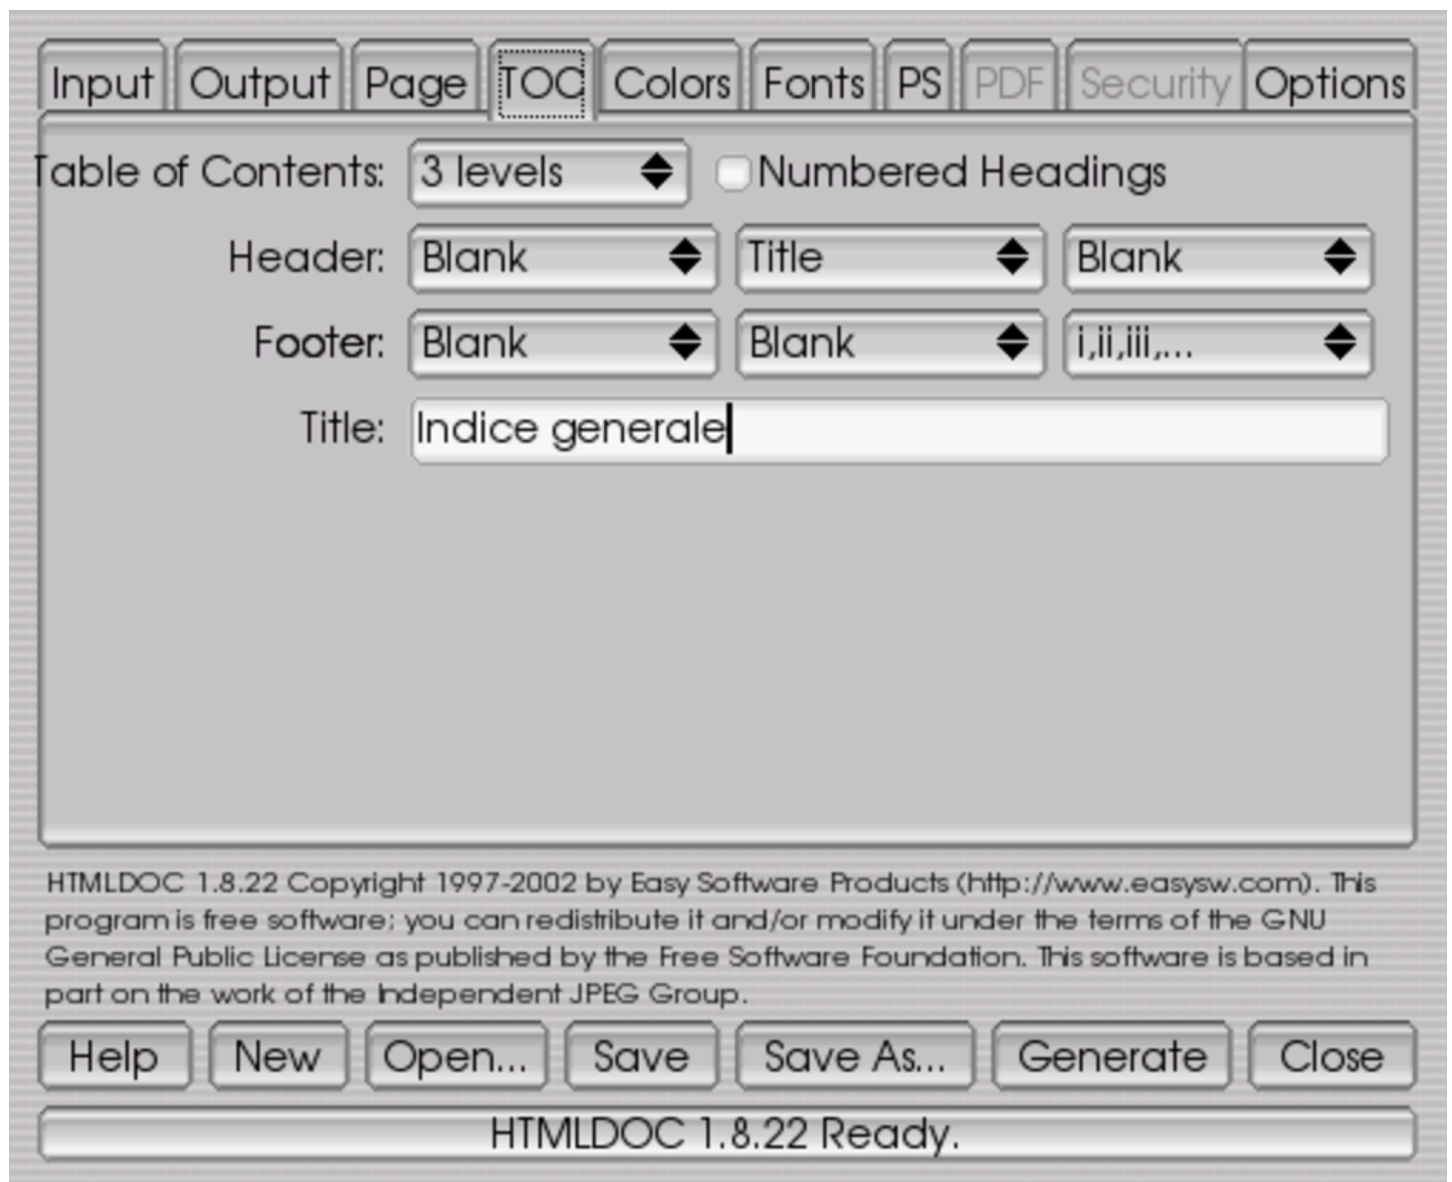 Input Output Page TOC Colors Fonts PS PDF Security Options
Table of Contents: 3 levels Numbered Headings
Header: Blank Title Blank
Footer: Blank Blank i,ii,iii,...
Title: Indice generale
HTMLDOC 1.8.22 Copyright 1997-2002 by Easy Software Products (http://www.easysw.com). This
program is free software; you can redistribute it and/or modify it under the terms of the GNU
General Public License as published by the Free Software Foundation. This software is based in
part on the work of the Independent JPEG Group.
Help New Open... Save Save As... Generate Close
HTMLDOC 1.8.22 Ready.